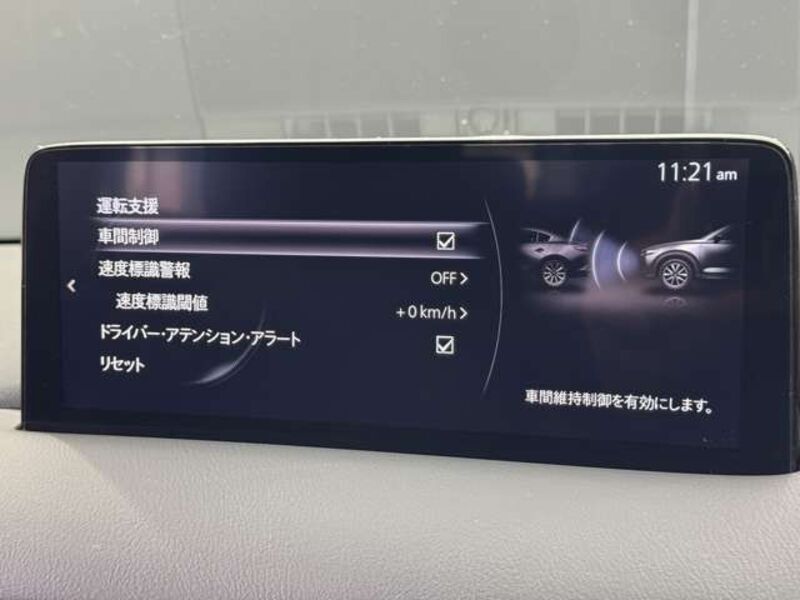 11:21 am
運転支援
車間制御
速度標識警報 OFF
速度標識閾値 +0 km/h
ドライバー・アテンション・アラート
リセット
車間維持制御を有効にします。